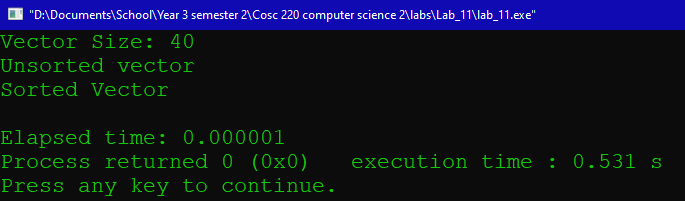 "D:\Documents\School\Year 3 semester 2\Cosc 220 computer science 2\labs\Lab_11\lab_11.exe"
Vector Size: 40
Unsorted vector
Sorted Vector
Elapsed time: 0.000001
Process returned 0 (0x0)   execution time : 0.531 s
Press any key to continue.